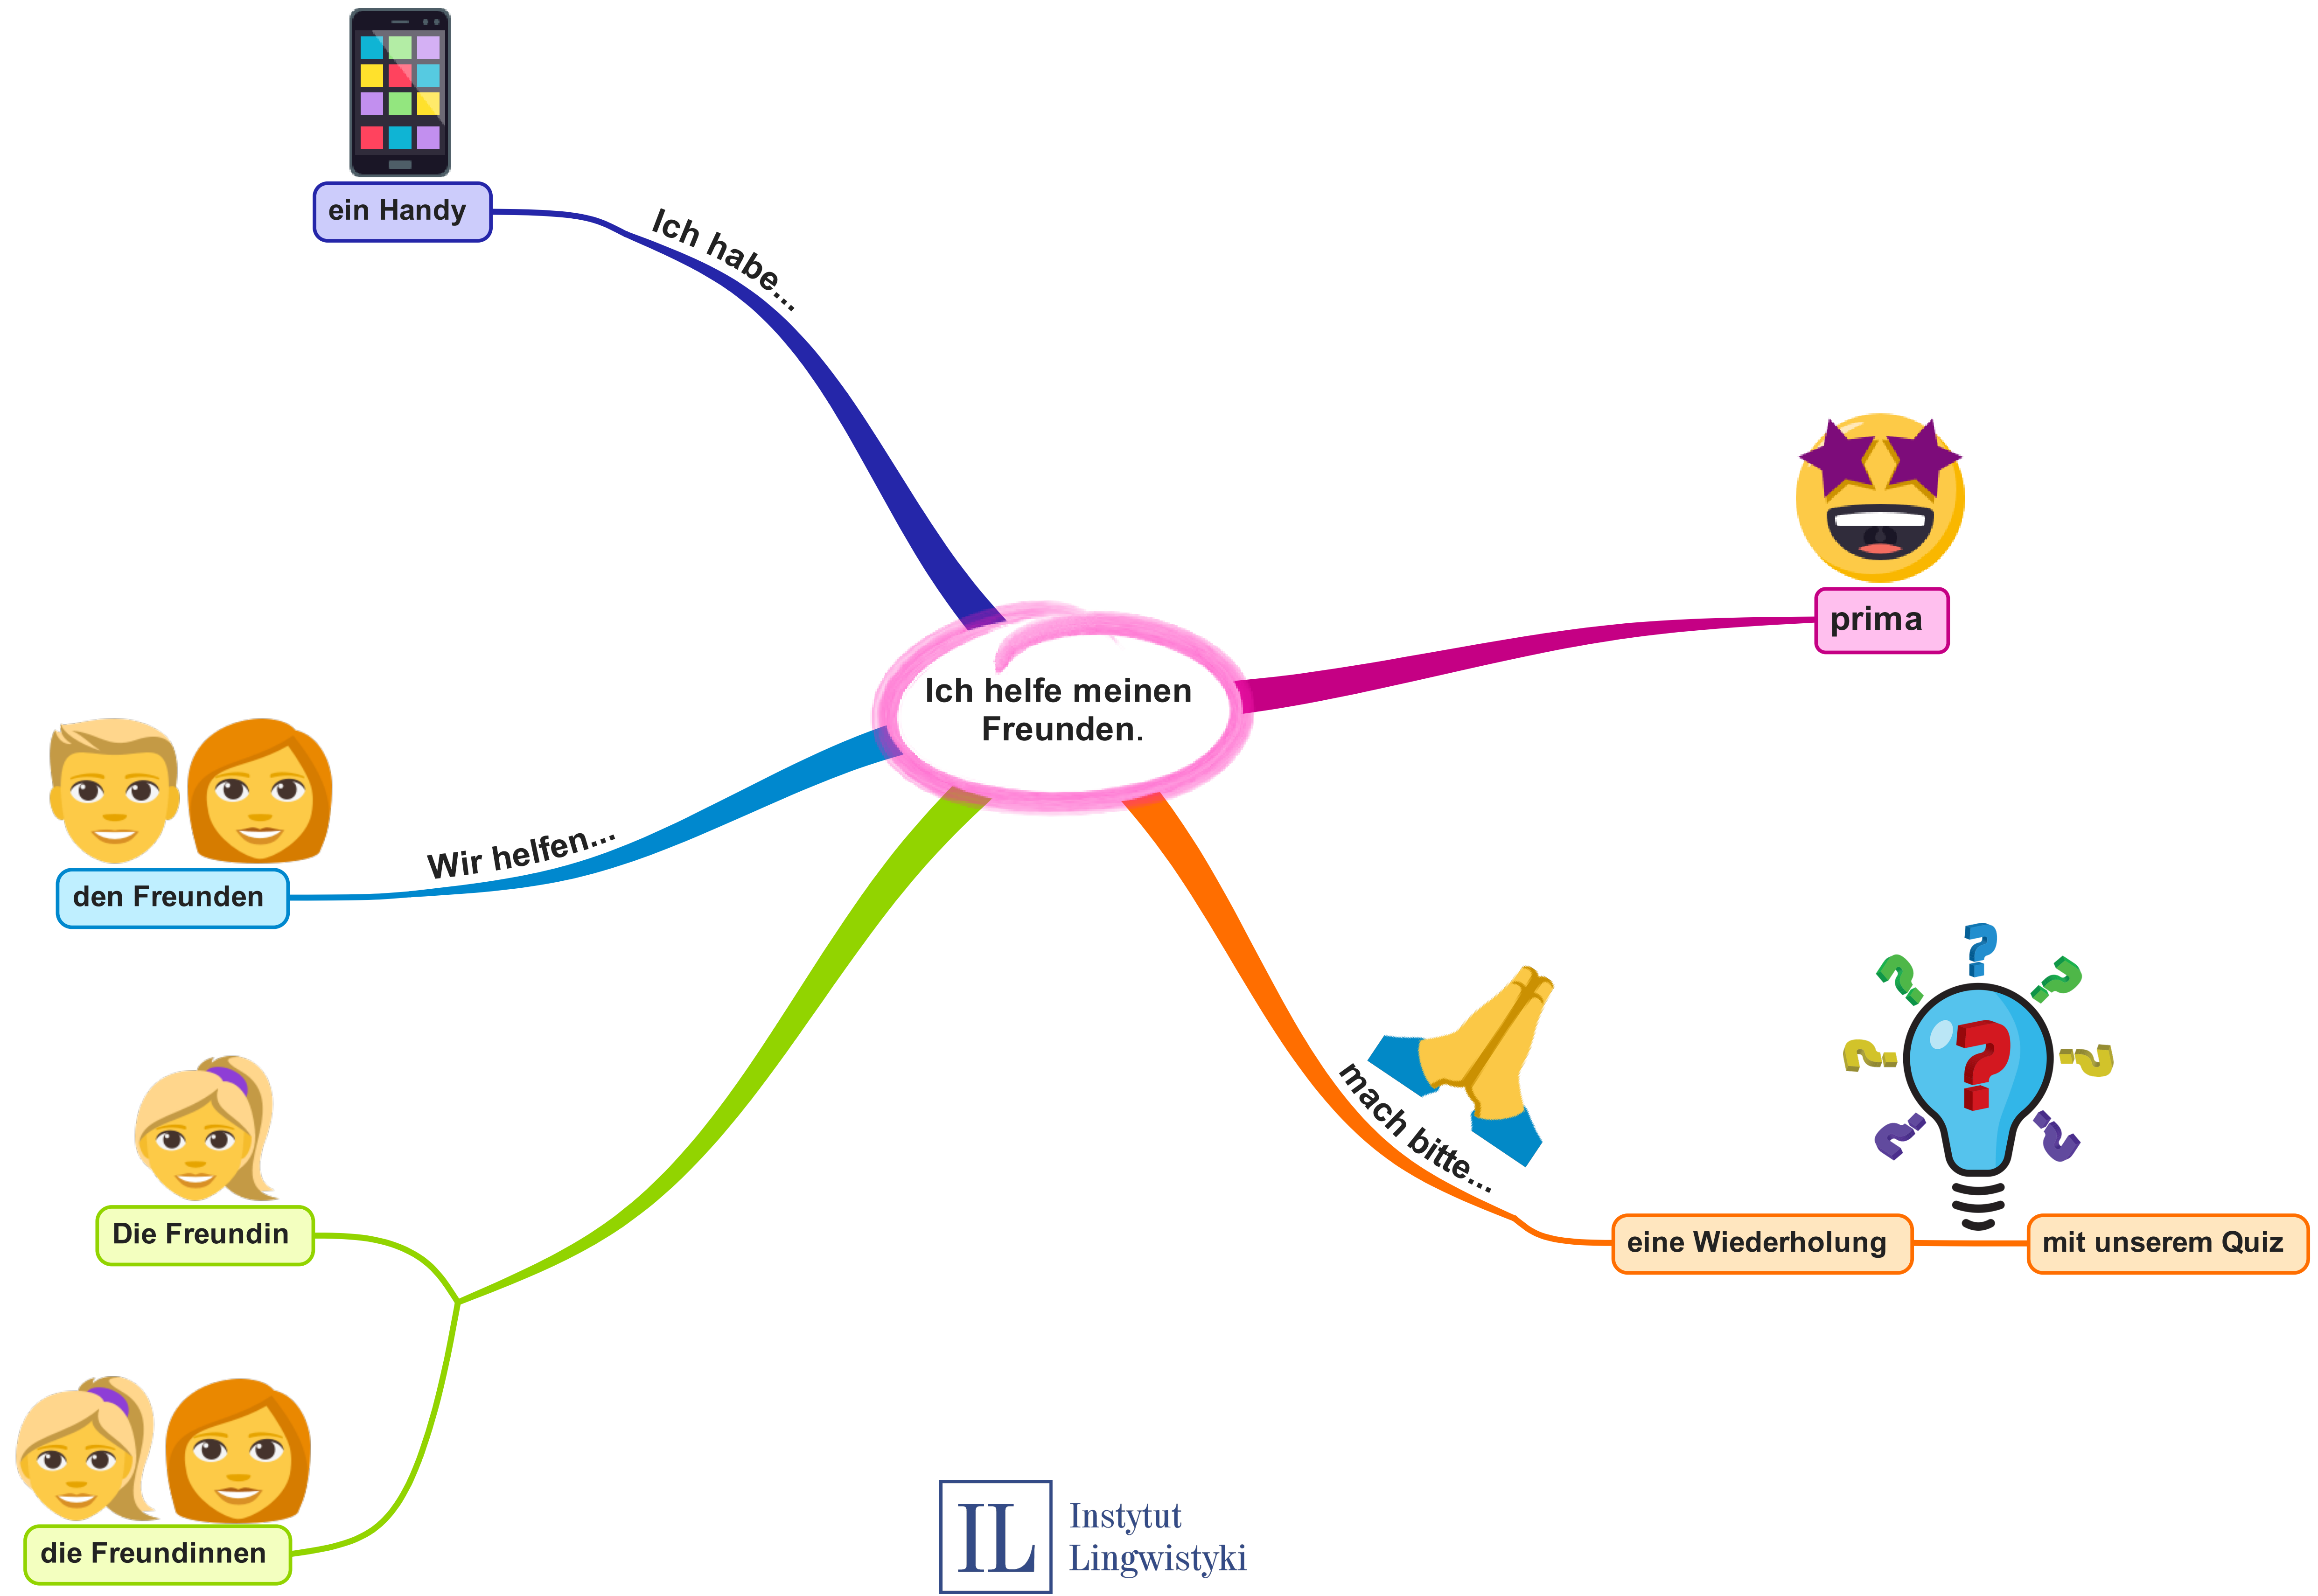 ein Handy
Ich habe...
prima
Ich helfe meinen
Freunden.
Wir helfen...
den Freunden
mach bitte...
Die Freundin
eine Wiederholung
mit unserem Quiz
die Freundinnen
IL
Instytut
Lingwistyki